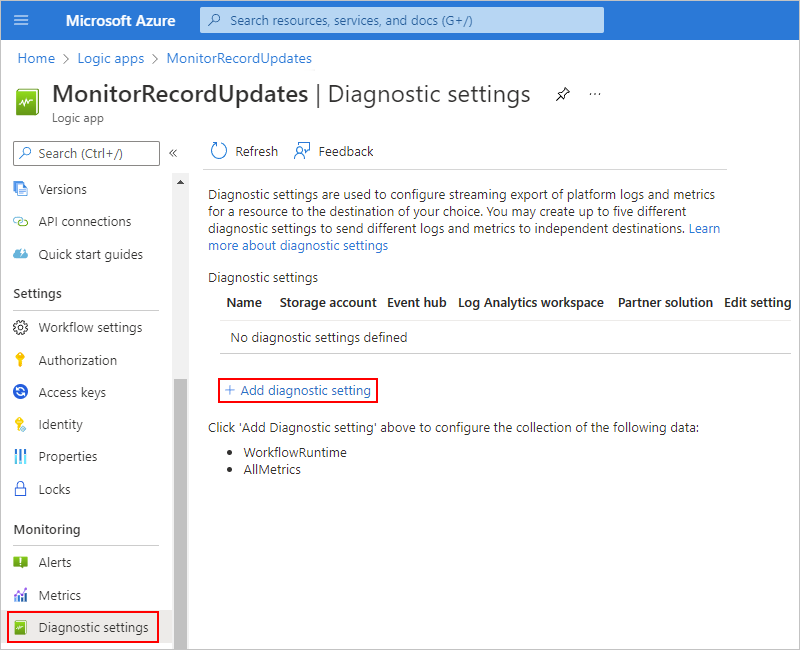 Microsoft Azure
Search resources, services, and docs (G+/)
Home > Logic apps > MonitorRecordUpdates
MonitorRecordUpdates | Diagnostic settings
...
Logic app
Search (Ctrl+/)
«
Versions
API connections
Quick start guides
Settings
Workflow settings
Authorization
Access keys
Identity
Properties
Locks
Monitoring
Alerts
Metrics
Diagnostic settings
Refresh
Feedback
Diagnostic settings are used to configure streaming export of platform logs and metrics
for a resource to the destination of your choice. You may create up to five different
diagnostic settings to send different logs and metrics to independent destinations. Learn
more about diagnostic settings
Diagnostic settings
Name Storage account Event hub Log Analytics workspace Partner solution Edit setting
No diagnostic settings defined
+ Add diagnostic setting
Click 'Add Diagnostic setting' above to configure the collection of the following data:
• WorkflowRuntime
• AllMetrics